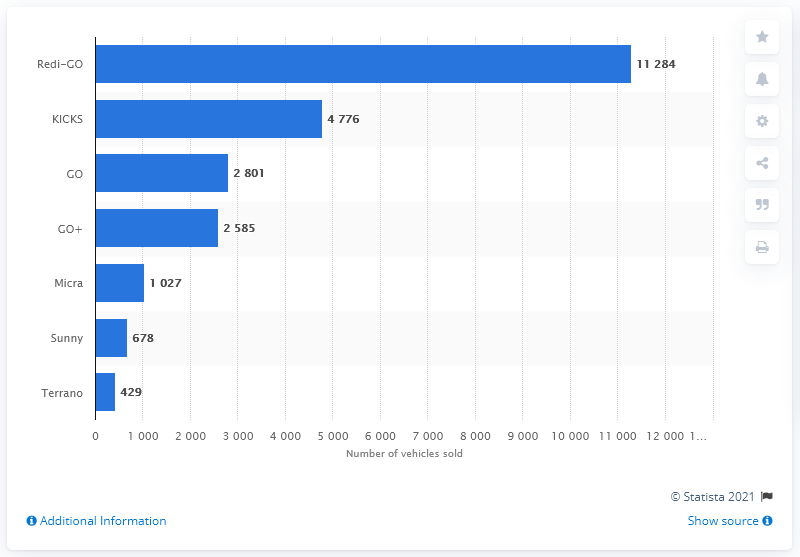 Redi-GO 11 284
KICKS 4 776
GO 2 801
GO+ 2 585
Micra 1 027
Sunny 678
Terrano 429
0 1 000 2 000 3 000 4 000 5 000 6 000 7 000 8 000 9 000 10 000 11 000 12 000 1...
Number of vehicles sold
© Statista 2021
Additional Information Show source